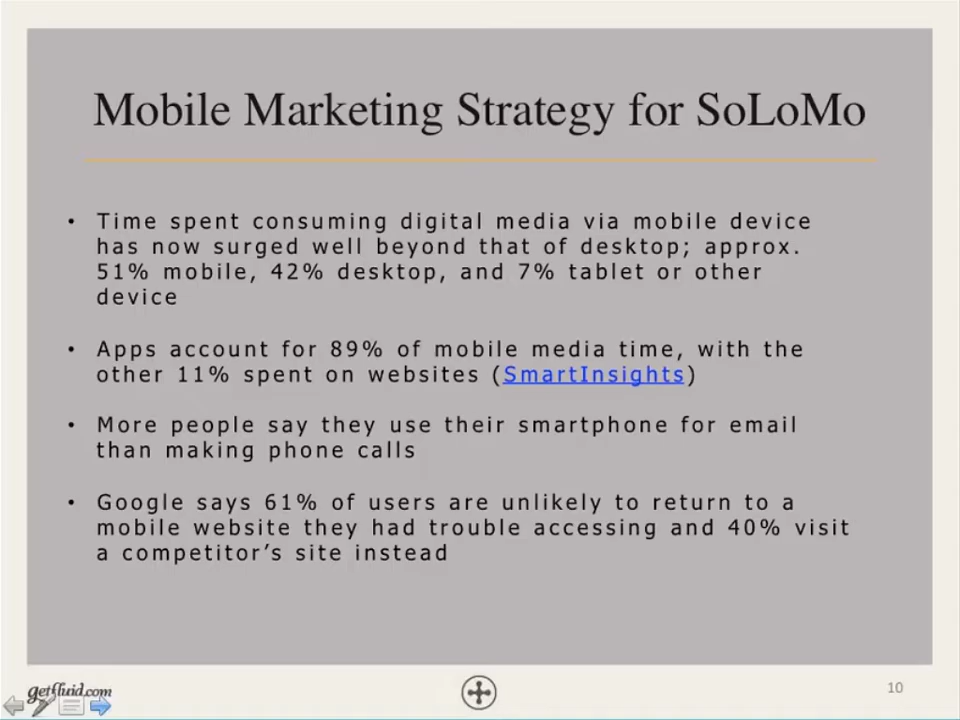 Mobile Marketing Strategy for SoLoMo
• Time spent consuming digital media via mobile device
has now surged well beyond that of desktop; approx.
51% mobile, 42% desktop, and 7% tablet or other
device
• Apps account for 89% of mobile media time, with the
other 11% spent on websites (SmartInsights)
• More people say they use their smartphone for email
than making phone calls
• Google says 61% of users are unlikely to return to a
mobile website they had trouble accessing and 40% visit
a competitor’s site instead
getfluid.com
10